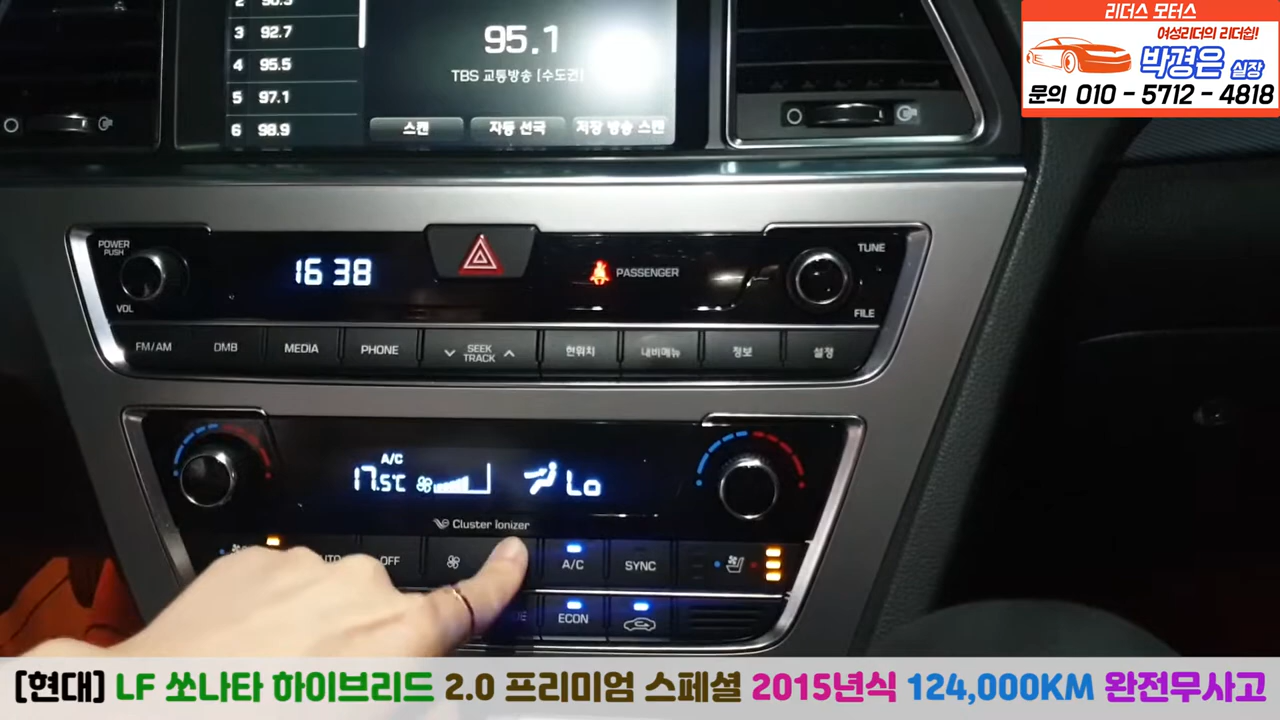 리더스 모터스
여성리더의 리더쉽!
박경은 실장
문의 010 - 5712 - 4818
3 92.7
4 95.5
5 97.1
6 98.9
95.1
TBS 교통방송 [수도권]
스캔
자동 선국
저장 방송 스캔
POWER
PUSH
VOL
16 38
PASSENGER
TUNE
FILE
FM/AM
DMB
MEDIA
PHONE
SEEK
TRACK
현위치
내비메뉴
정보
설정
A/C
17.5℃
Lo
Cluster Ionizer
OFF
A/C
SYNC
ECON
[현대] LF 쏘나타 하이브리드 2.0 프리미엄 스페셜 2015년식 124,000KM 완전무사고